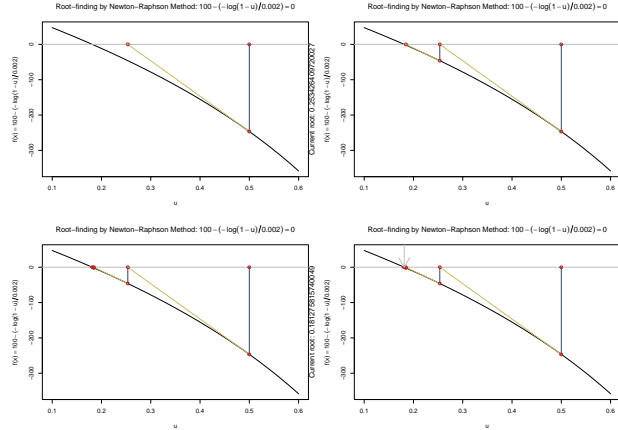 Root−finding by Newton−Raphson Method: 100 − (−log(1 − u)/0.002) = 0
f(x) = 100 − (−log(1 − u)/0.002)
0
−100
−200
−300
0.1 0.2 0.3 0.4 0.5 0.6
u
Root−finding by Newton−Raphson Method: 100 − (−log(1 − u)/0.002) = 0
Current root: 0.253426409720027
f(x) = 100 − (−log(1 − u)/0.002)
0
−100
−200
−300
0.1 0.2 0.3 0.4 0.5 0.6
u
Root−finding by Newton−Raphson Method: 100 − (−log(1 − u)/0.002) = 0
f(x) = 100 − (−log(1 − u)/0.002)
0
−100
−200
−300
0.1 0.2 0.3 0.4 0.5 0.6
u
Root−finding by Newton−Raphson Method: 100 − (−log(1 − u)/0.002) = 0
Current root: 0.181275815740049
f(x) = 100 − (−log(1 − u)/0.002)
0
−100
−200
−300
0.1 0.2 0.3 0.4 0.5 0.6
u